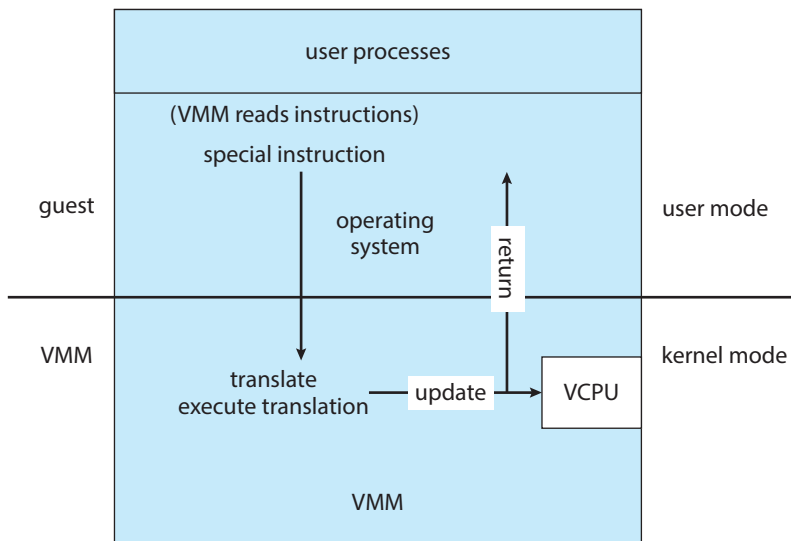 user processes
(VMM reads instructions)
special instruction
guest
operating
system
return
user mode
VMM
kernel mode
translate
execute translation
update
VCPU
VMM